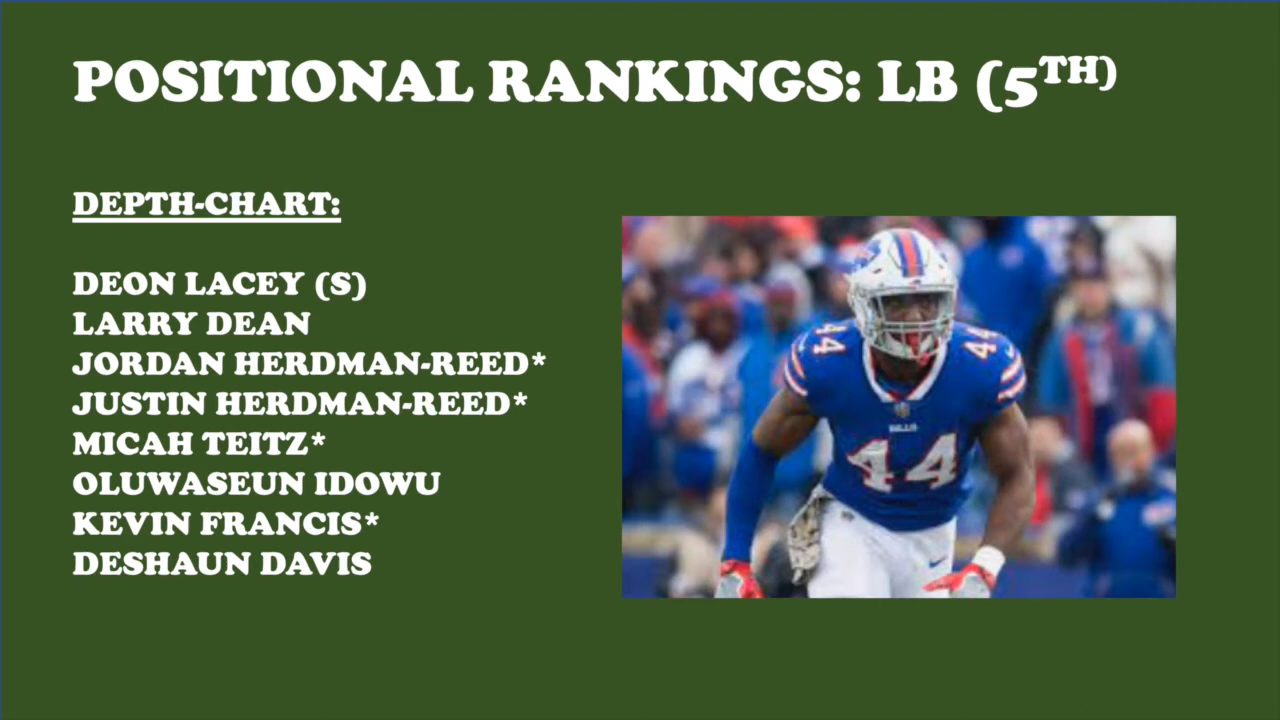 POSITIONAL RANKINGS: LB (5TH)
DEPTH-CHART:
DEON LACEY (S)
LARRY DEAN
JORDAN HERDMAN-REED*
JUSTIN HERDMAN-REED*
MICAH TEITZ*
OLUWASEUN IDOWU
KEVIN FRANCIS*
DESHAUN DAVIS
44
44
BILLS
44